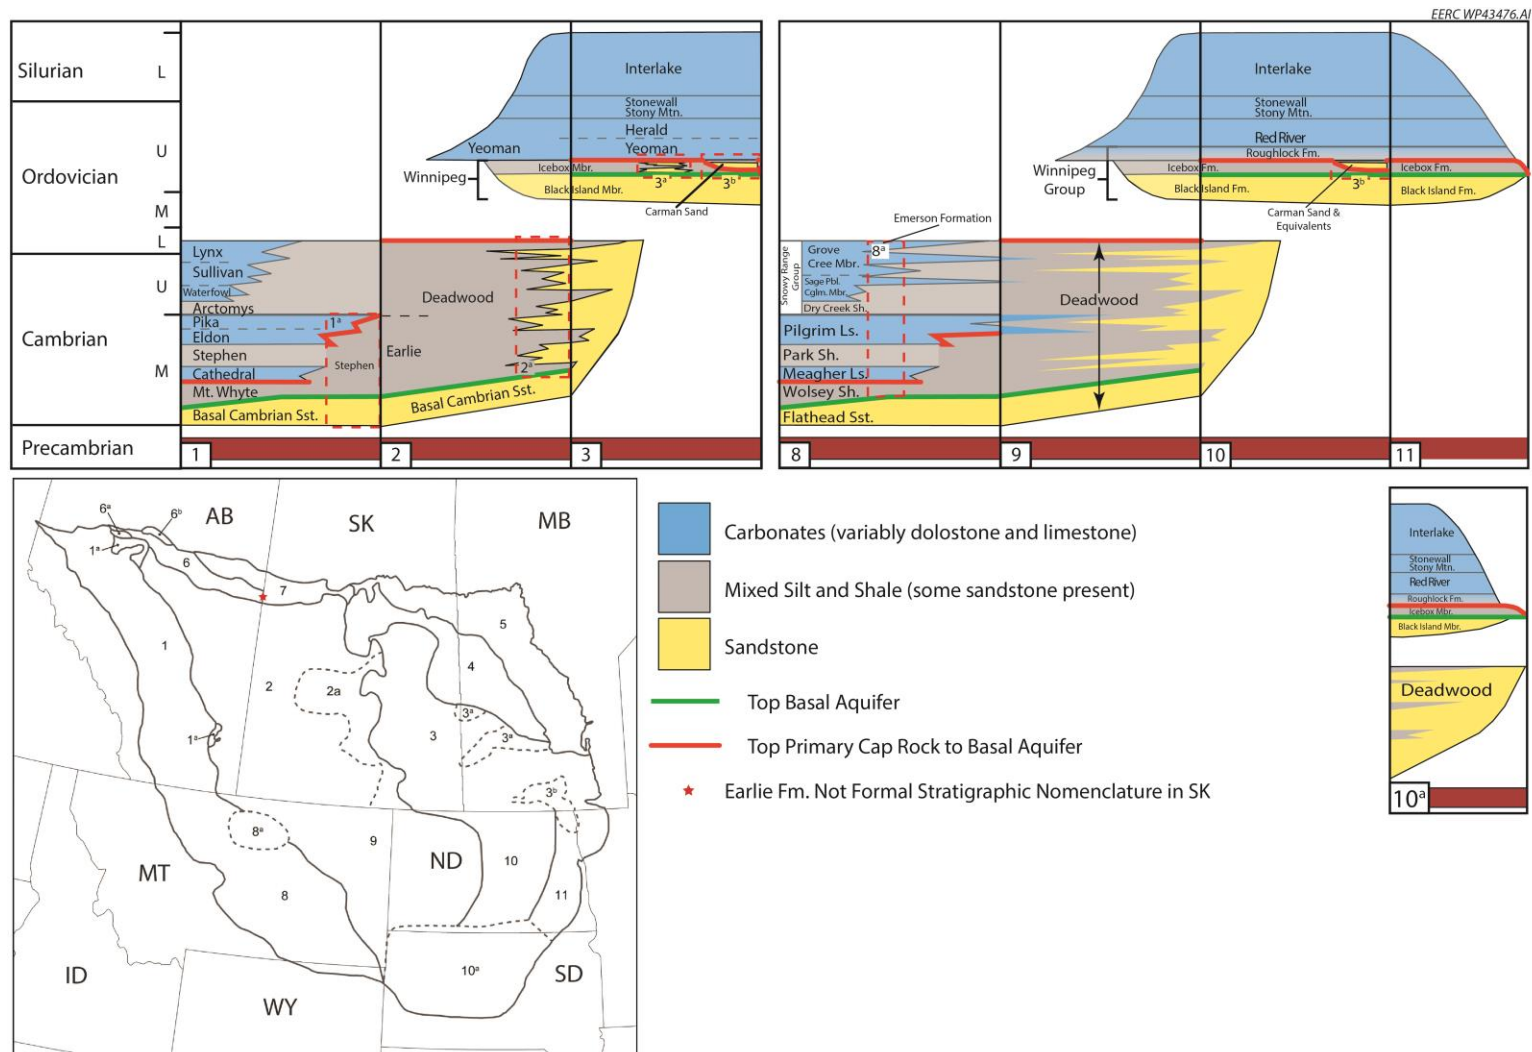 EERC WP43476.AI
Silurian
L
Ordovician
U
M
L
Cambrian
U
M
Precambrian
Lynx
Sullivan
Waterfowl
Arctomys
Pika
Eldon
Stephen
Cathedral
Mt. Whyte
Basal Cambrian Sst.
1ª
Stephen
1
Deadwood
Earlie
Basal Cambrian Sst.
2ª
2
Interlake
Stonewall
Stony Mtn.
Herald
Yeoman
Yeoman
Winnipeg
Icebox Mbr.
Black Island Mbr.
3ª
3ᵇ
Carman Sand
3
Emerson Formation
Snowy Range
Group
Grove
Cree Mbr.
Sage Pbl.
Cglm. Mbr.
Dry Creek Sh.
Pilgrim Ls.
Park Sh.
Meagher Ls.
Wolsey Sh.
Flathead Sst.
8ª
8
Deadwood
9
Interlake
Stonewall
Stony Mtn.
Red River
Roughlock Fm.
Winnipeg
Group
Icebox Fm.
Black Island Fm.
3ᵇ
Carman Sand &
Equivalents
Icebox Fm.
Black Island Fm.
10
11
AB
SK
MB
6ª
6ᵇ
1ª
6
7
5
1
4
2
2a
3ª
3
3ª
1ª
3ᵇ
8ª
9
MT
ND
10
8
11
ID
10ª
SD
WY
Carbonates (variably dolostone and limestone)
Mixed Silt and Shale (some sandstone present)
Sandstone
Top Basal Aquifer
Top Primary Cap Rock to Basal Aquifer
Earlie Fm. Not Formal Stratigraphic Nomenclature in SK
Interlake
Stonewall
Stony Mtn.
Red River
Roughlock Fm.
Icebox Mbr.
Black Island Mbr.
Deadwood
10ª